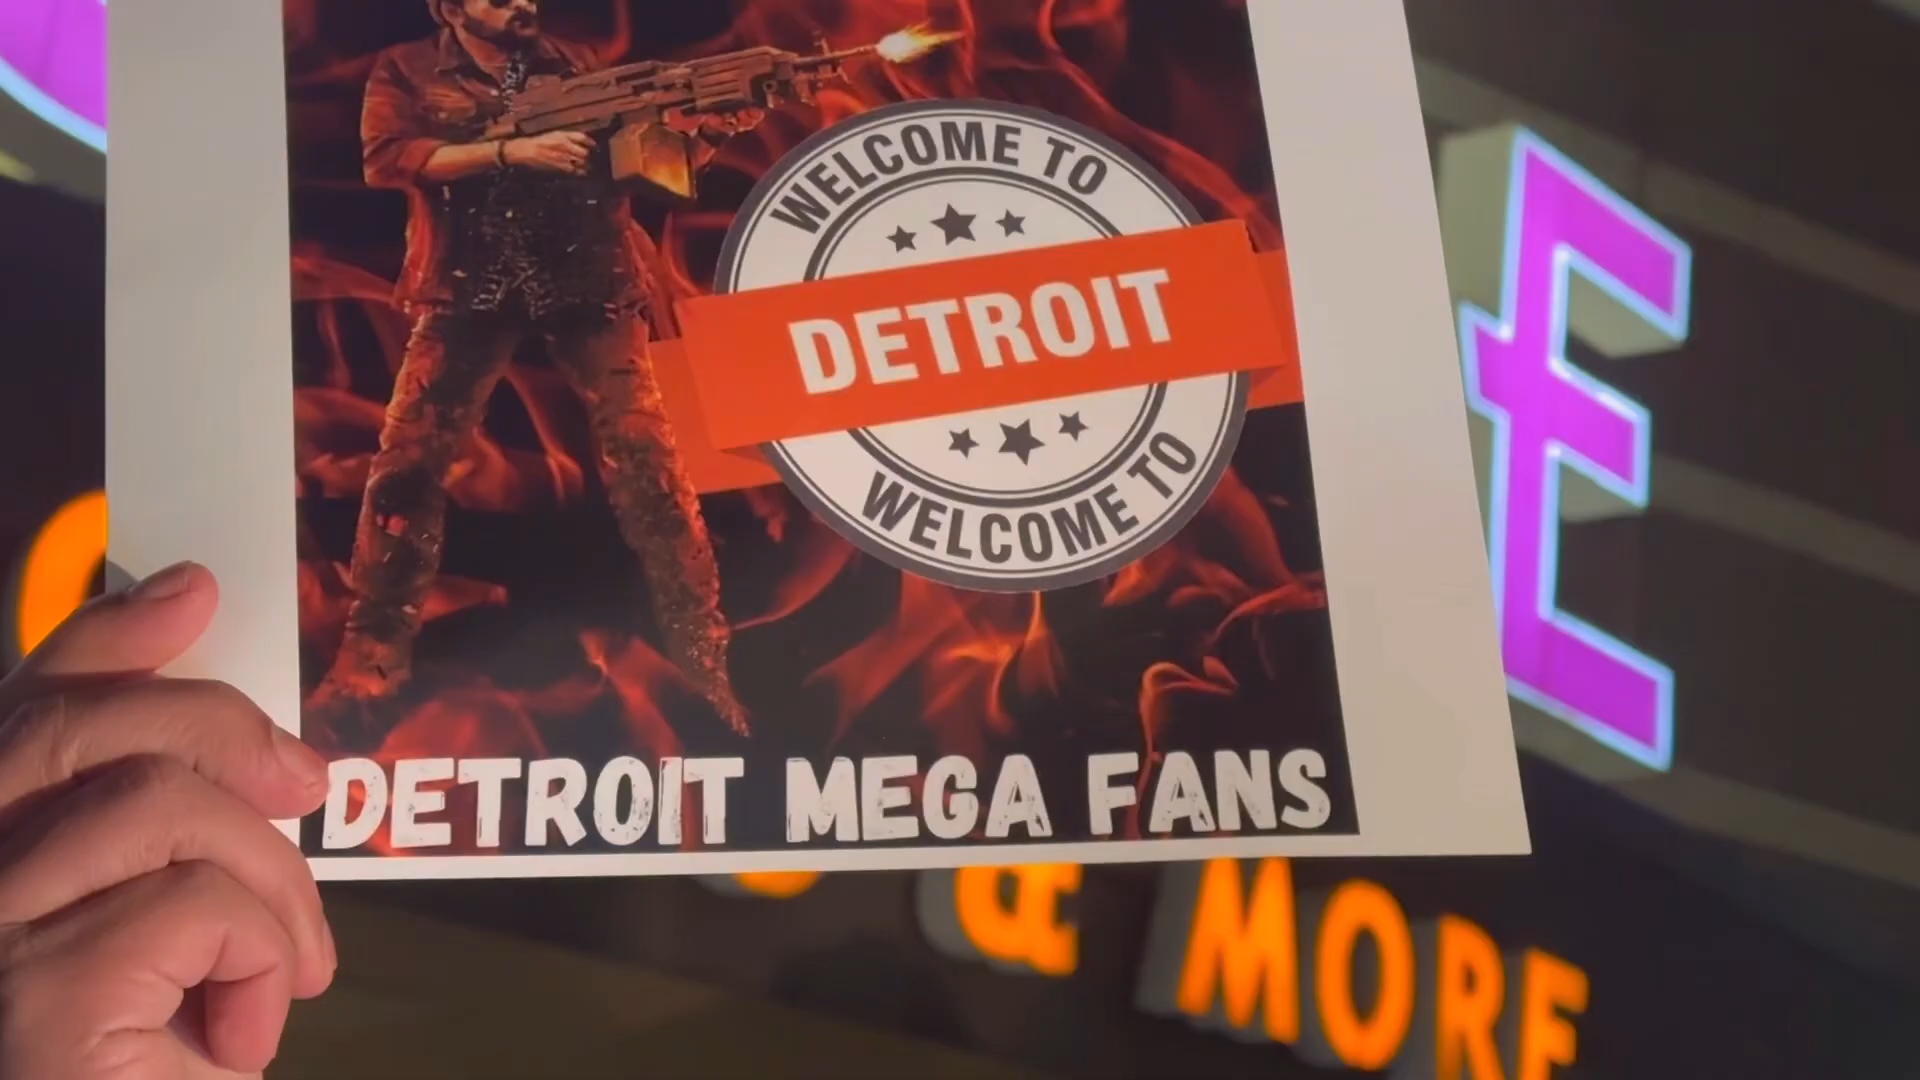 WELCOME TO
DETROIT
WELCOME TO
DETROIT MEGA FANS
E
& MORE